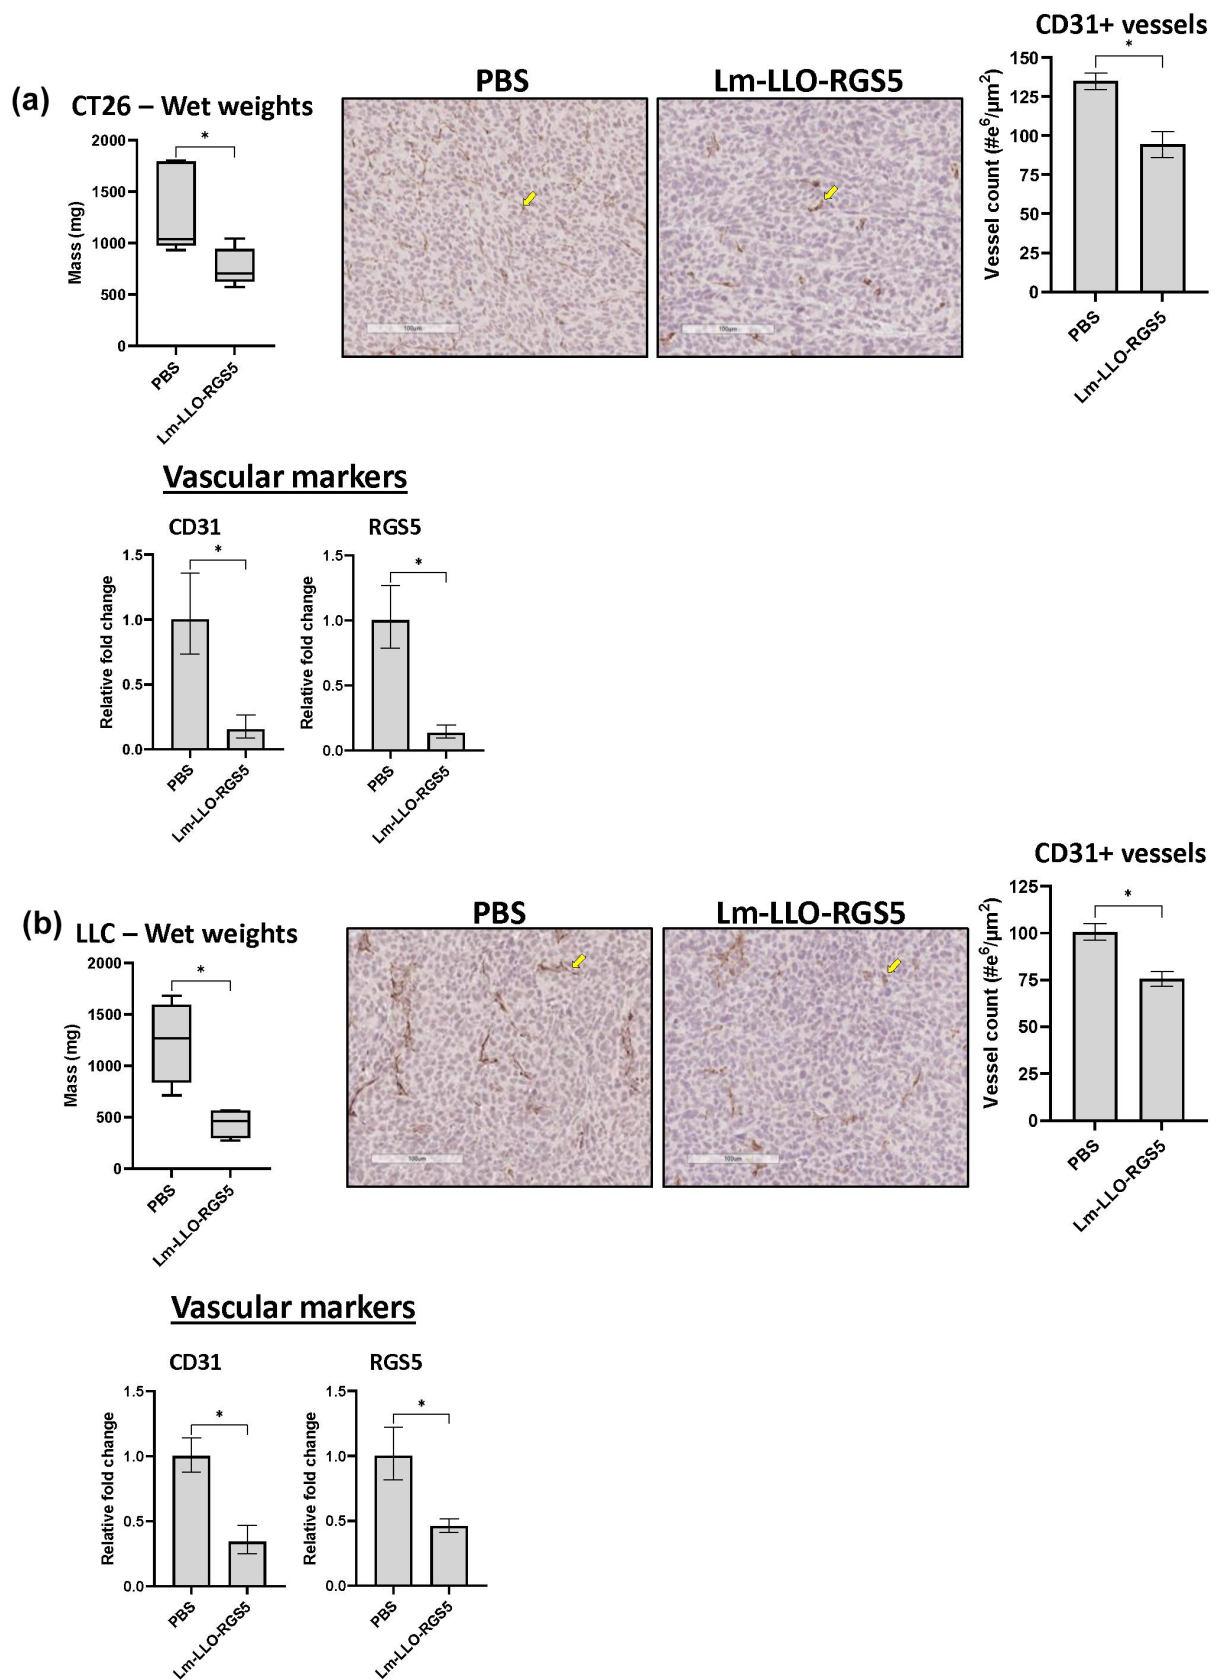 CD31+ vessels
(a)
CT26 – Wet weights
PBS
Lm-LLO-RGS5
*
2000
1500
1000
500
0
Mass (mg)
PBS
Lm-LLO-RGS5
100µm
100µm
*
150
125
100
75
50
25
0
Vessel count (#e⁶/µm²)
PBS
Lm-LLO-RGS5
Vascular markers
CD31
*
1.5
1.0
0.5
0.0
Relative fold change
PBS
Lm-LLO-RGS5
RGS5
*
1.5
1.0
0.5
0.0
Relative fold change
PBS
Lm-LLO-RGS5
CD31+ vessels
(b)
LLC – Wet weights
PBS
Lm-LLO-RGS5
*
2000
1500
1000
500
0
Mass (mg)
PBS
Lm-LLO-RGS5
100µm
100µm
*
125
100
75
50
25
0
Vessel count (#e⁶/µm²)
PBS
Lm-LLO-RGS5
Vascular markers
CD31
*
1.5
1.0
0.5
0.0
Relative fold change
PBS
Lm-LLO-RGS5
RGS5
*
1.5
1.0
0.5
0.0
Relative fold change
PBS
Lm-LLO-RGS5